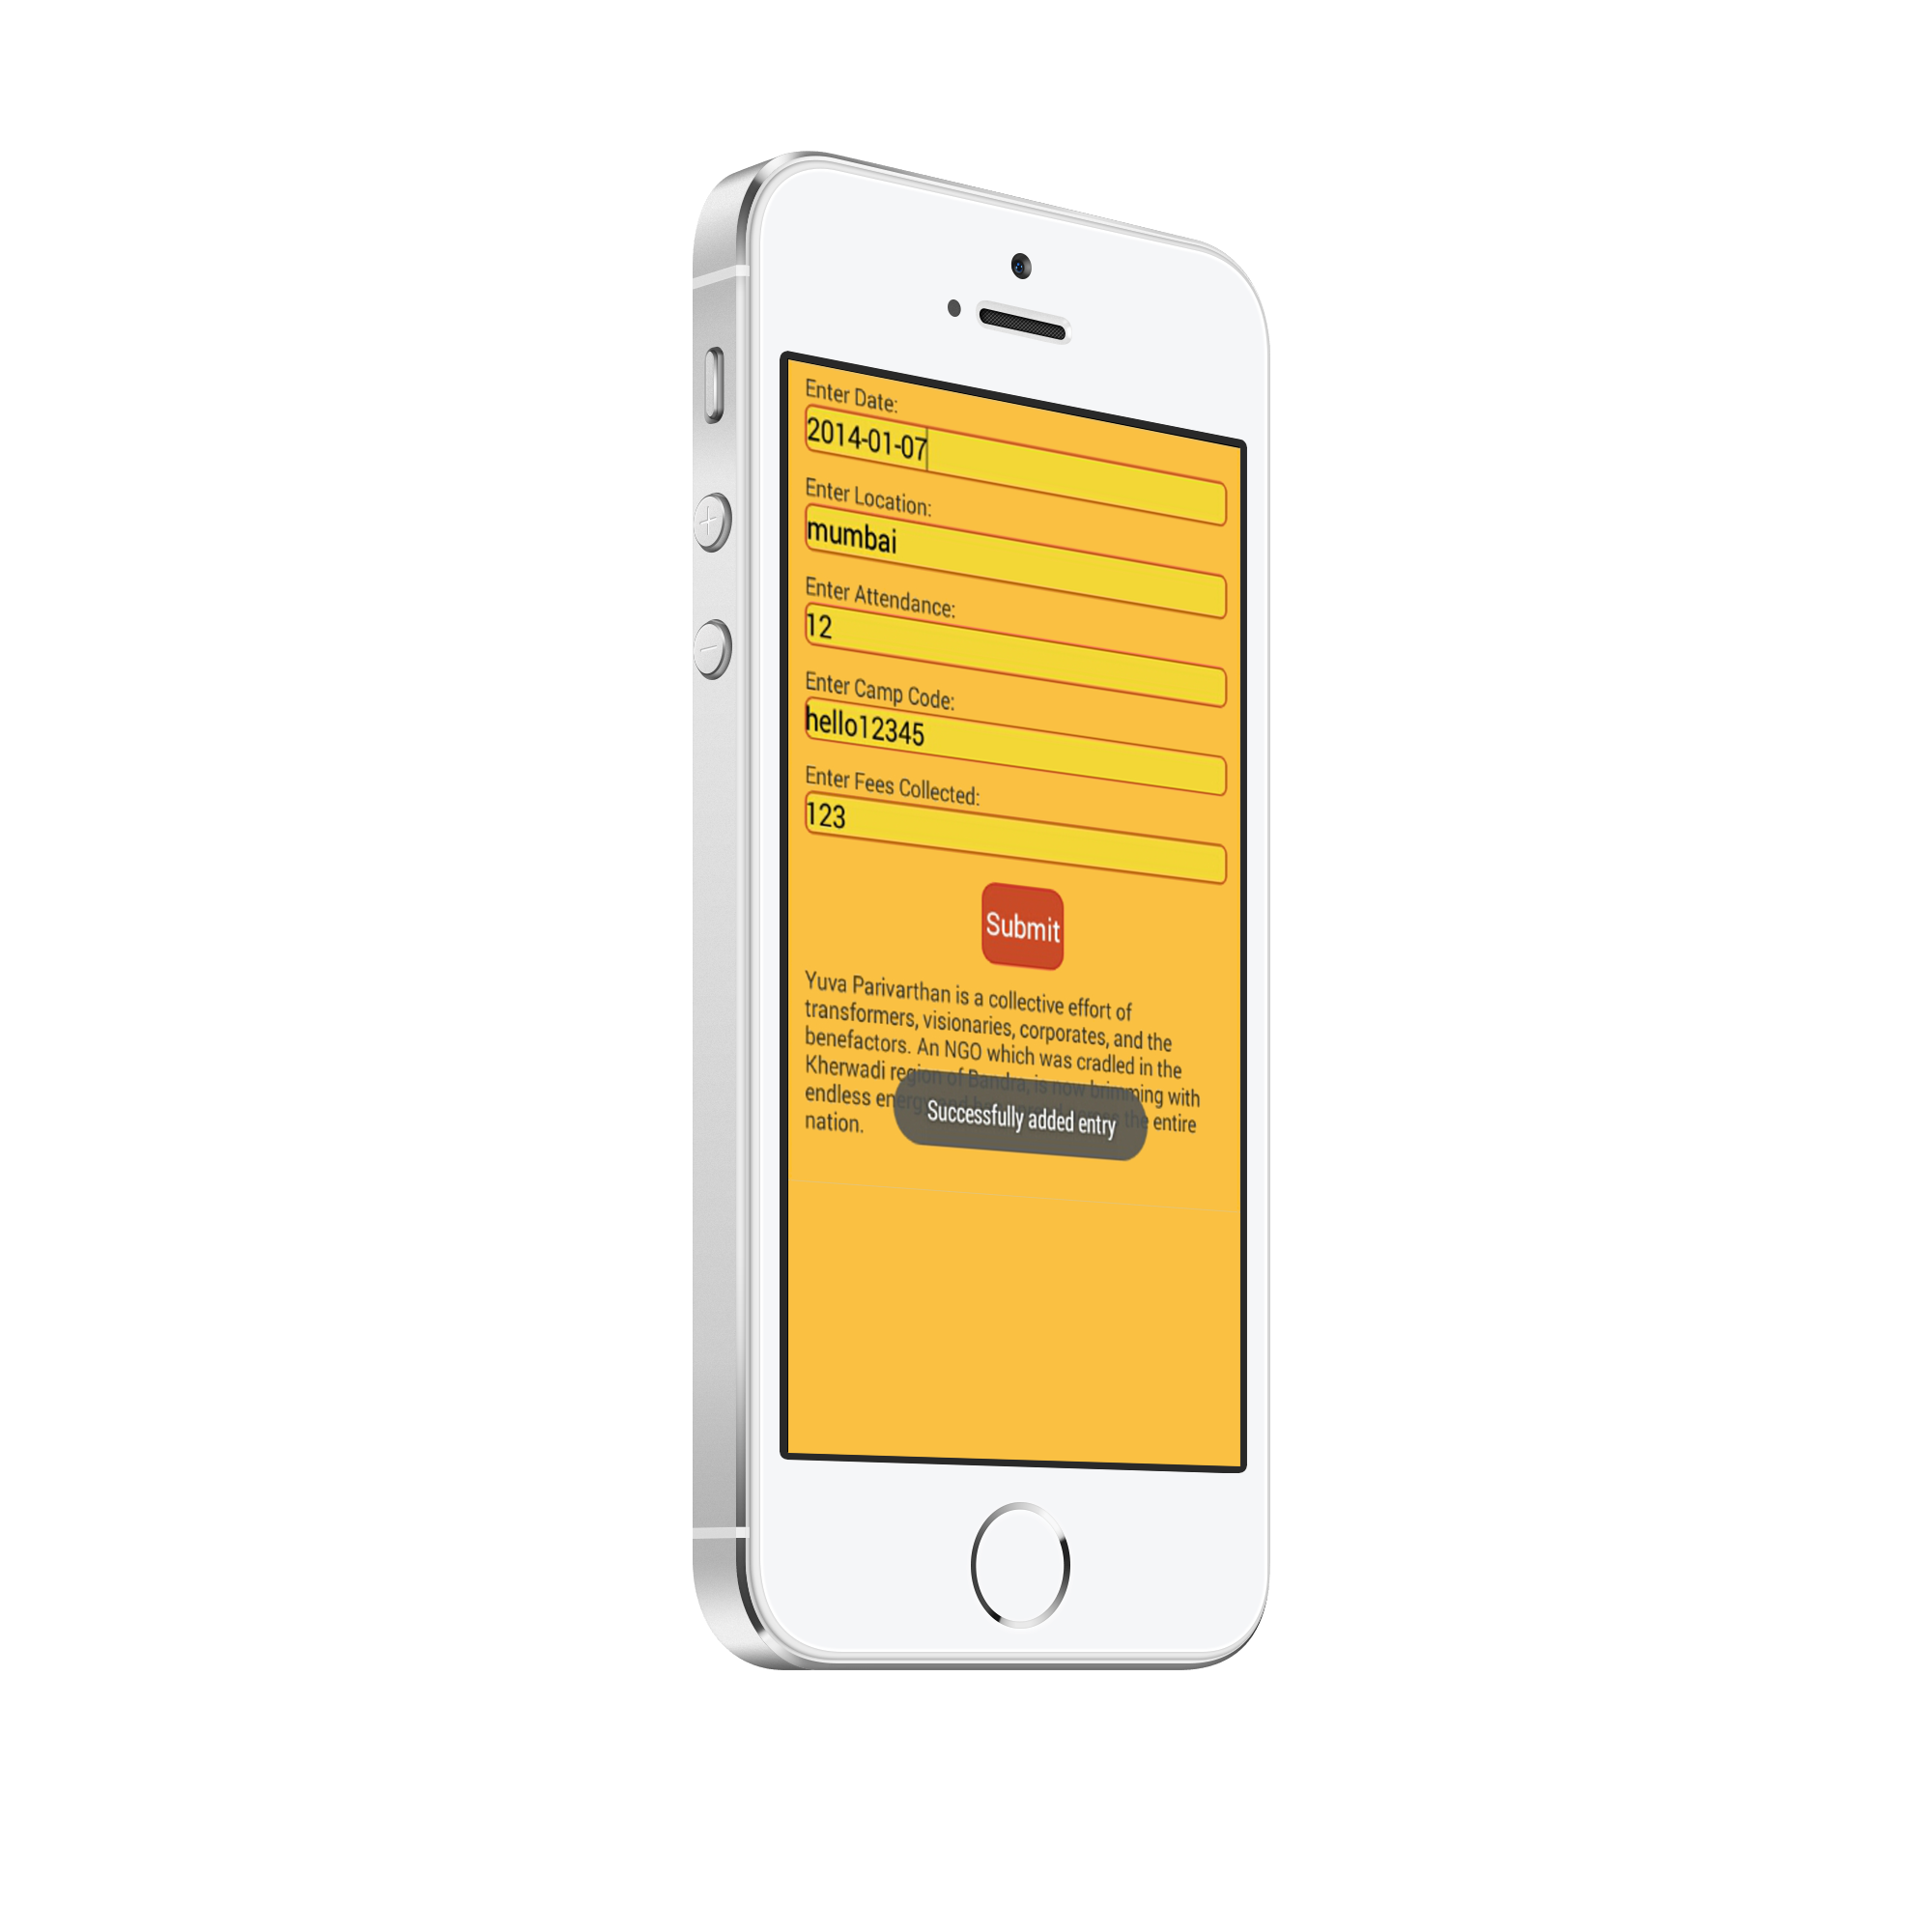 Enter Date:
2014-01-07
Enter Location:
mumbai
Enter Attendance:
12
Enter Camp Code:
hello12345
Enter Fees Collected:
123
Submit
Yuva Parivarthan is a collective effort of
transformers, visionaries, corporates, and the
benefactors. An NGO which was cradled in the
Kherwadi region of Bandra, is now brimming with
endless energy and the entire
nation.
Successfully added entry